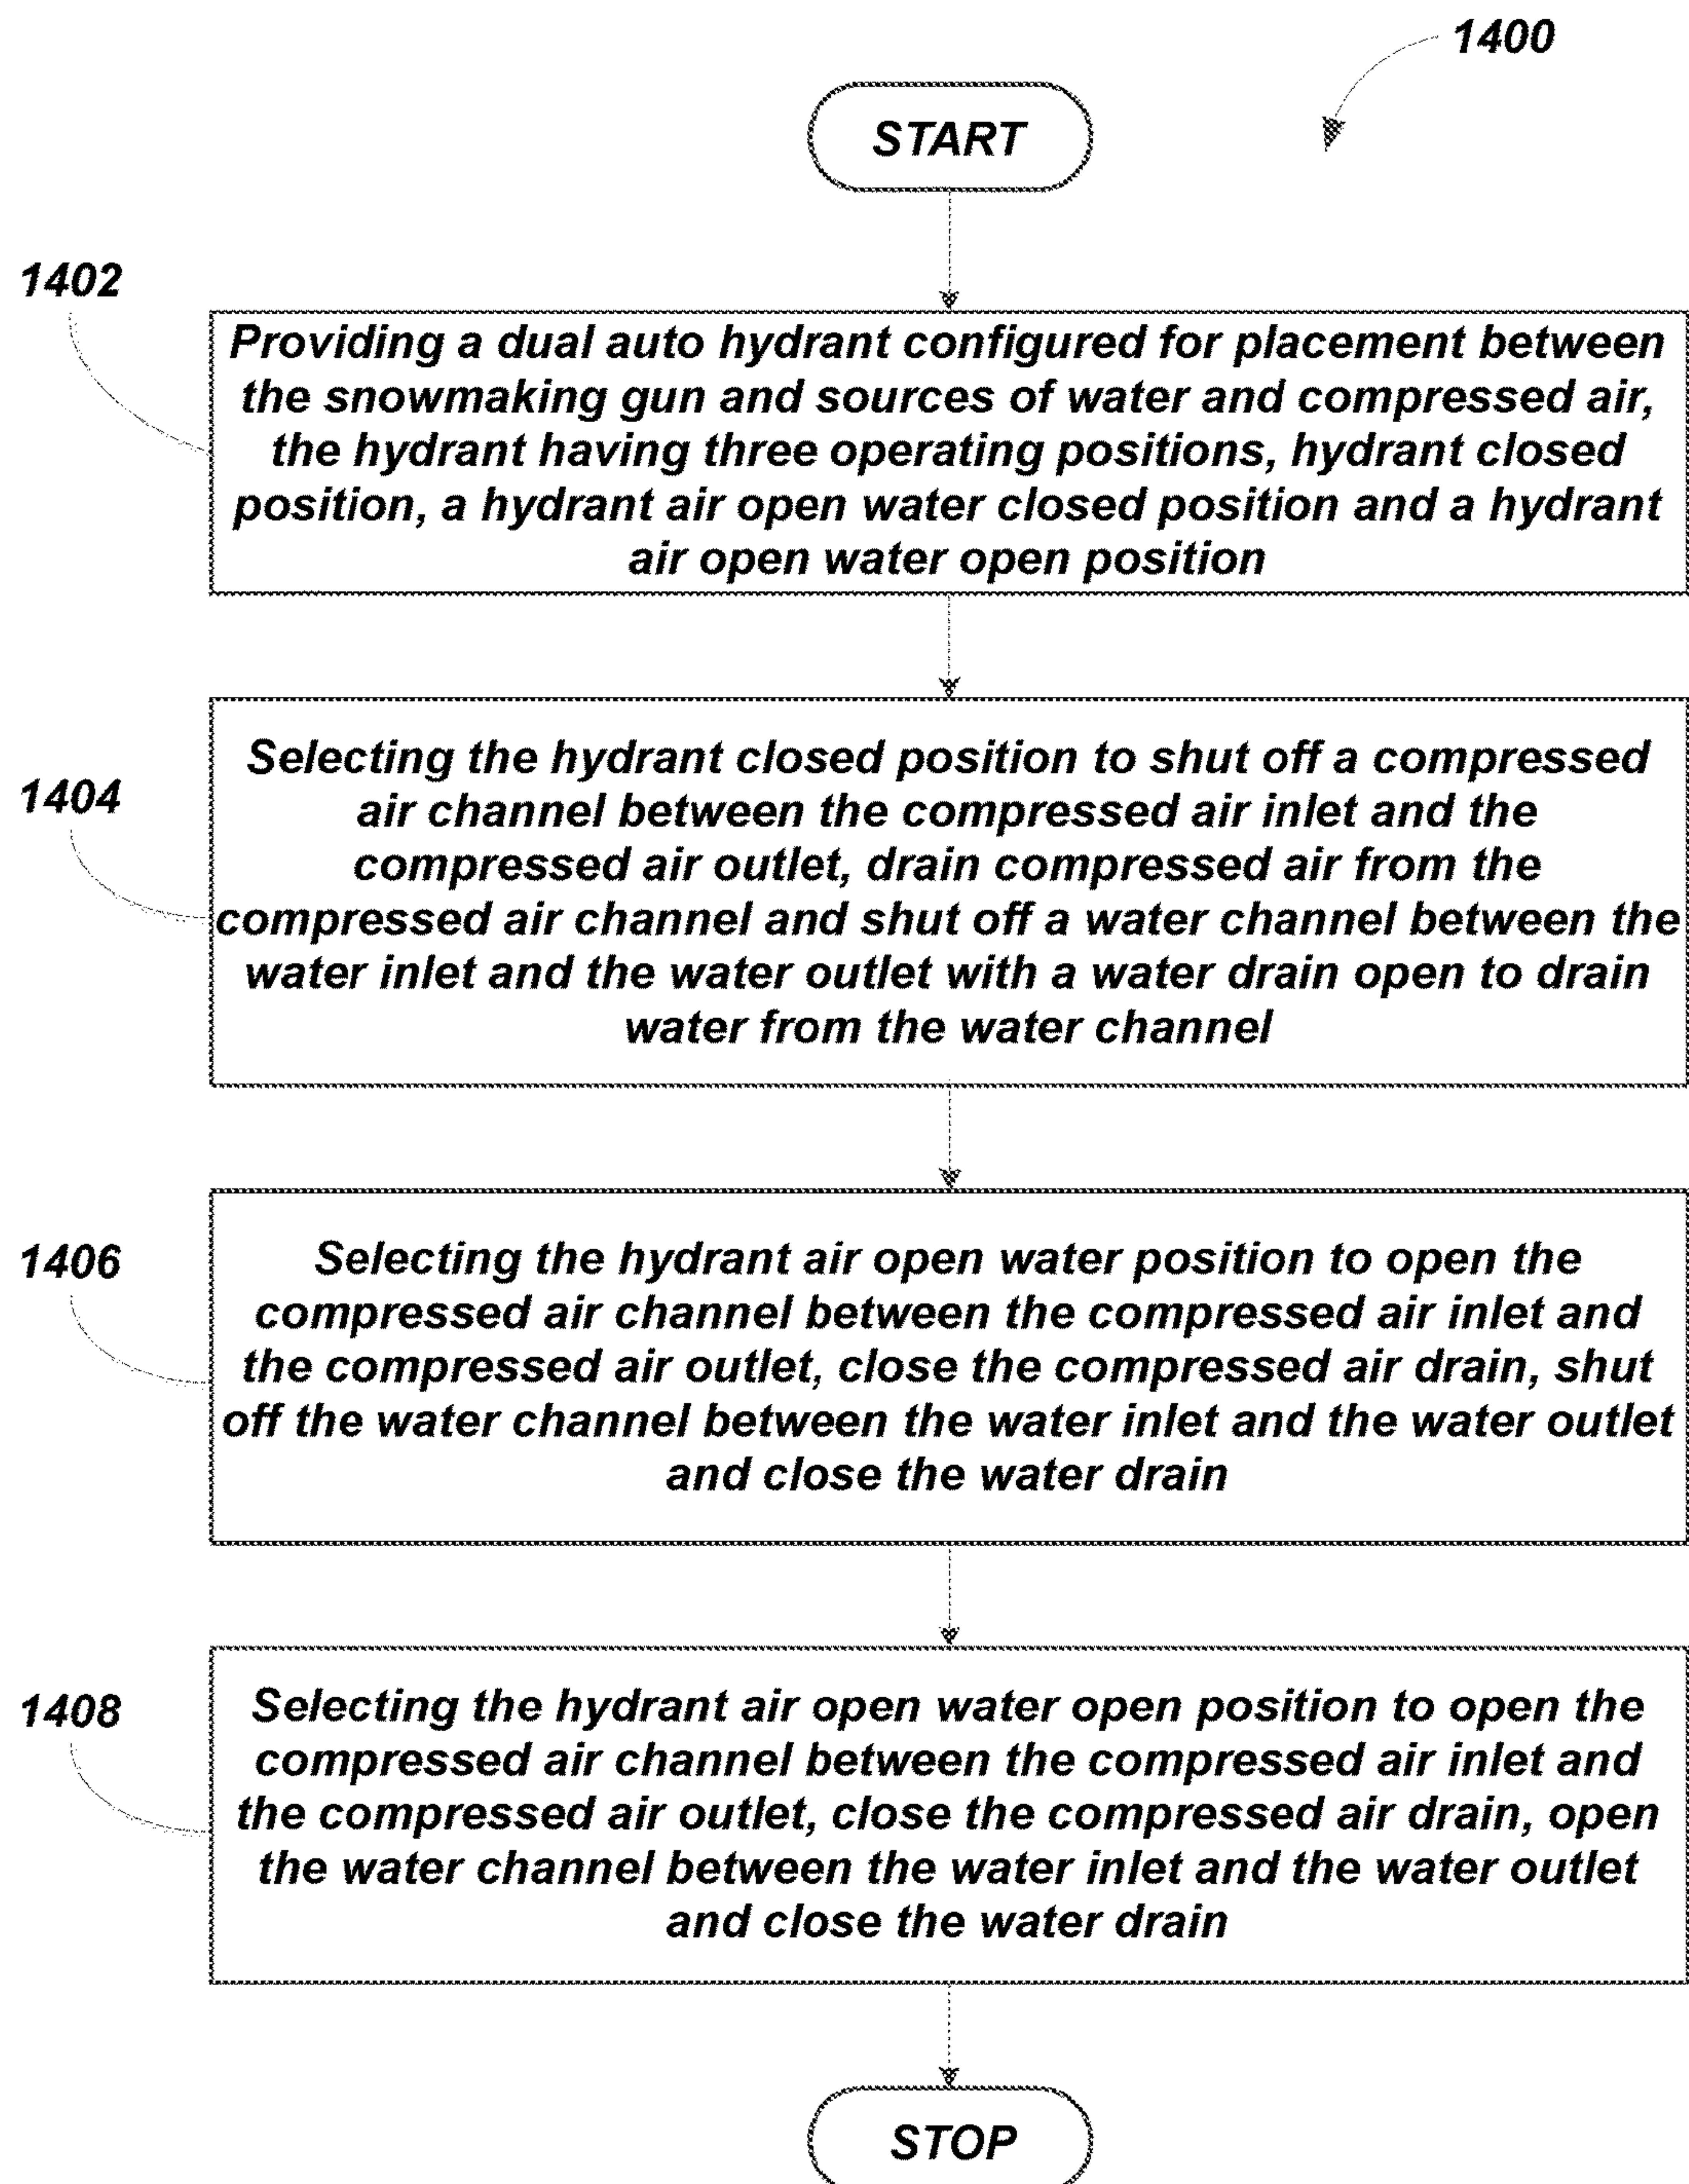 1400
START
1402
Providing a dual auto hydrant configured for placement between
the snowmaking gun and sources of water and compressed air,
the hydrant having three operating positions, hydrant closed
position, a hydrant air open water closed position and a hydrant
air open water open position
1404
Selecting the hydrant closed position to shut off a compressed
air channel between the compressed air inlet and the
compressed air outlet, drain compressed air from the
compressed air channel and shut off a water channel between the
water inlet and the water outlet with a water drain open to drain
water from the water channel
1406
Selecting the hydrant air open water position to open the
compressed air channel between the compressed air inlet and
the compressed air outlet, close the compressed air drain, shut
off the water channel between the water inlet and the water outlet
and close the water drain
1408
Selecting the hydrant air open water open position to open the
compressed air channel between the compressed air inlet and
the compressed air outlet, close the compressed air drain, open
the water channel between the water inlet and the water outlet
and close the water drain
STOP